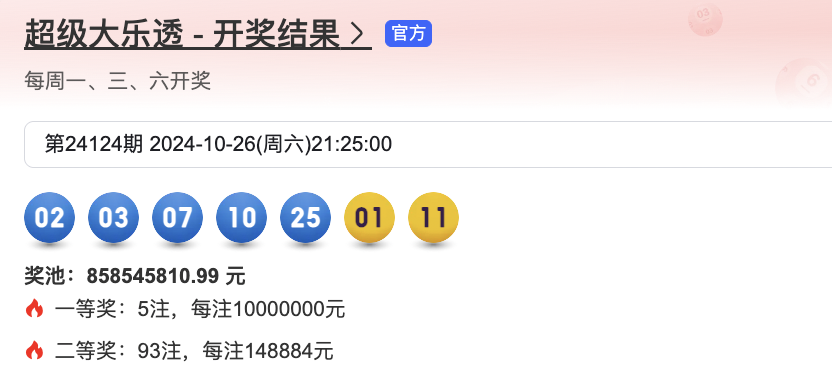 超级大乐透 - 开奖结果 >
官方
每周一、三、六开奖
第24124期 2024-10-26(周六)21:25:00
02 03 07 10 25 01 11
奖池：858545810.99 元
一等奖：5注，每注10000000元
二等奖：93注，每注148884元